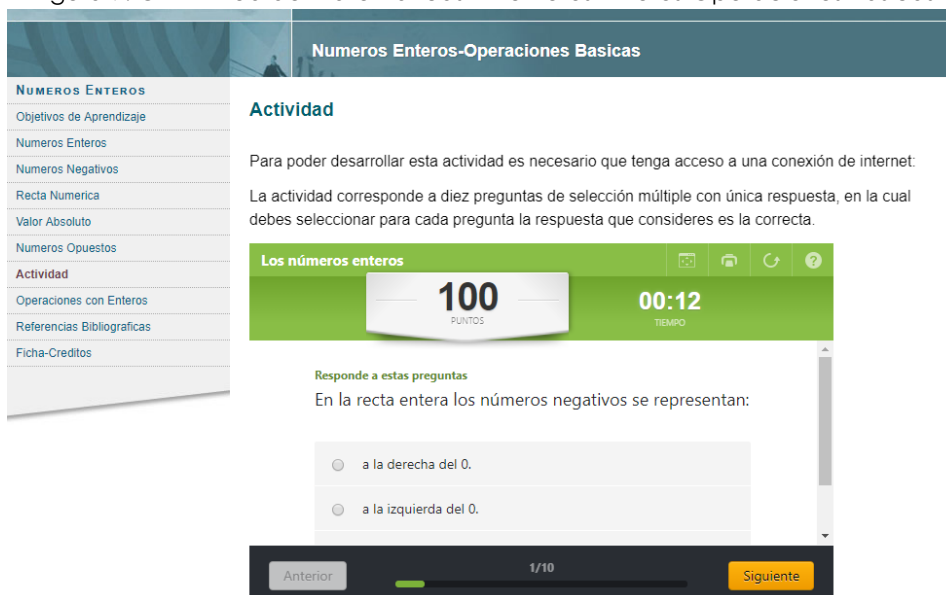 Numeros Enteros-Operaciones Basicas
NUMEROS ENTEROS
Objetivos de Aprendizaje
Numeros Enteros
Numeros Negativos
Recta Numerica
Valor Absoluto
Numeros Opuestos
Actividad
Operaciones con Enteros
Referencias Bibliograficas
Ficha-Creditos
Actividad
Para poder desarrollar esta actividad es necesario que tenga acceso a una conexión de internet:
La actividad corresponde a diez preguntas de selección múltiple con única respuesta, en la cual
debes seleccionar para cada pregunta la respuesta que consideres es la correcta.
Los números enteros
100
PUNTOS
00:12
TIEMPO
Responde a estas preguntas
En la recta entera los números negativos se representan:
a la derecha del 0.
a la izquierda del 0.
Anterior
1/10
Siguiente